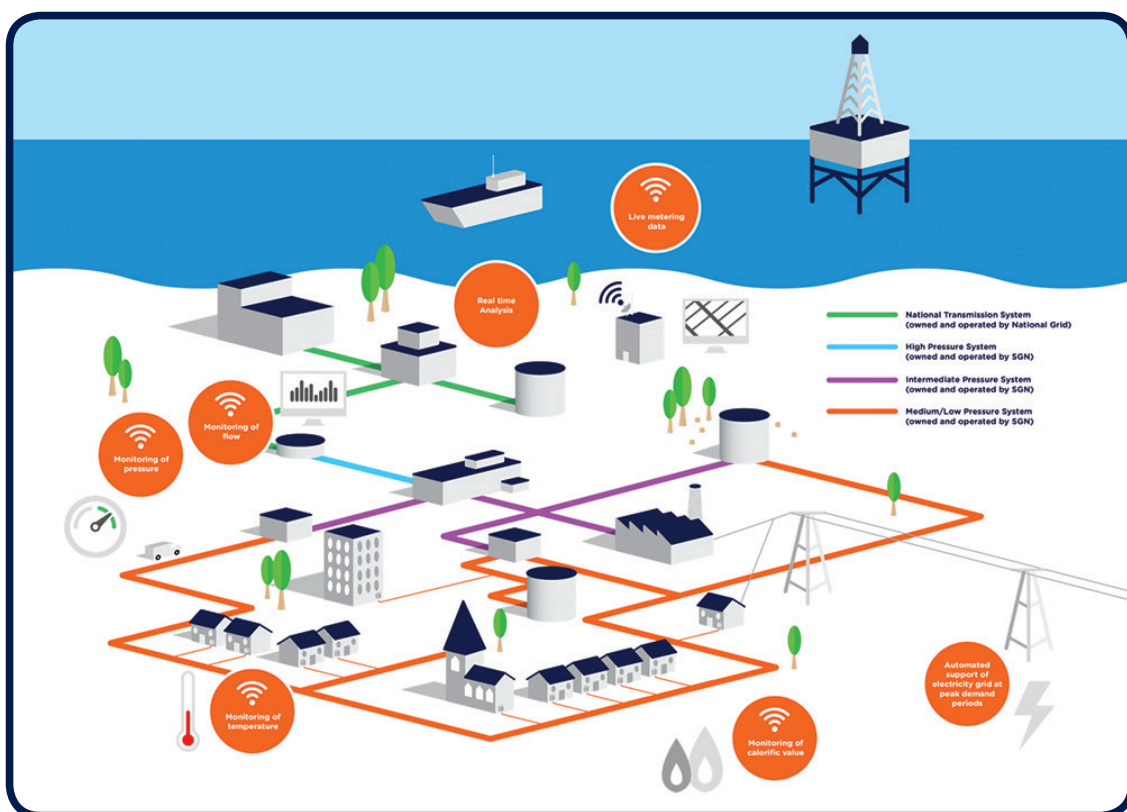 Live metering
data
Real time
Analysis
National Transmission System
(owned and operated by National Grid)
High Pressure System
(owned and operated by SGN)
Intermediate Pressure System
(owned and operated by SGN)
Medium/Low Pressure System
(owned and operated by SGN)
Monitoring of
flow
Monitoring of
pressure
Monitoring of
temperature
Automated
support of
electricity grid at
peak demand
periods
Monitoring of
calorific value